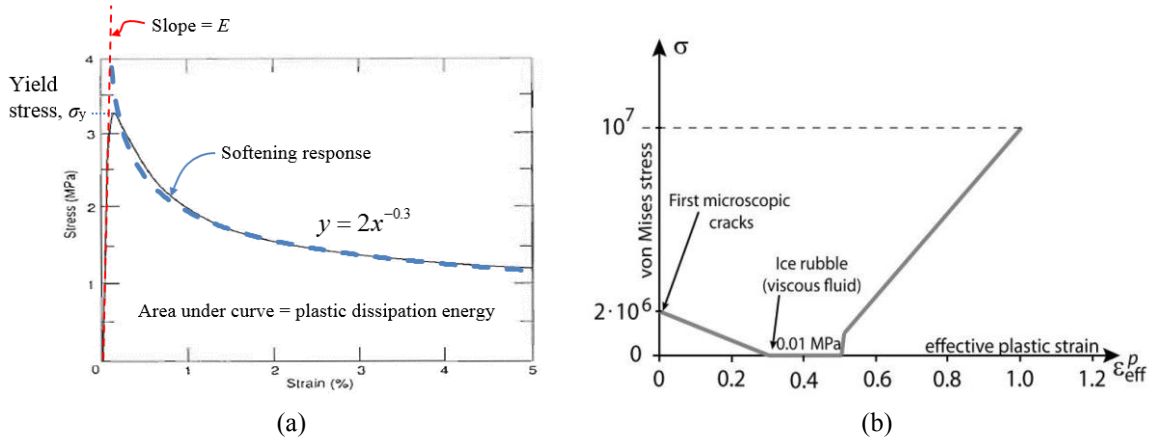 Slope = E
4
Yield
stress, σy
3
Softening response
Stress (MPa)
2
y = 2x^−0.3
1
Area under curve = plastic dissipation energy
0
0 1 2 3 4 5
Strain (%)
(a)
σ
10^7
von Mises stress
First microscopic
cracks
Ice rubble
(viscous fluid)
2·10^6
0.01 MPa
effective plastic strain
0
0 0.2 0.4 0.6 0.8 1.0 1.2
ε^p_eff
(b)